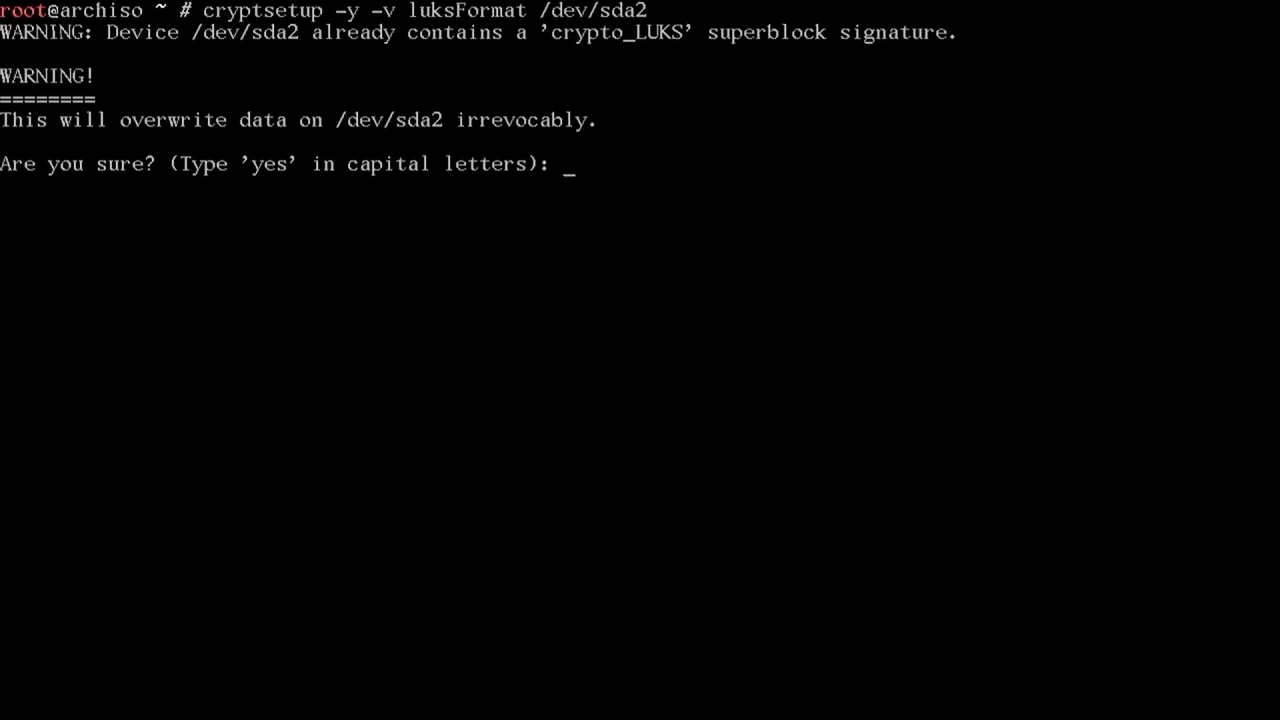 root@archiso ~ # cryptsetup -y -v luksFormat /dev/sda2
WARNING: Device /dev/sda2 already contains a 'crypto_LUKS' superblock signature.
WARNING!
========
This will overwrite data on /dev/sda2 irrevocably.
Are you sure? (Type 'yes' in capital letters): _